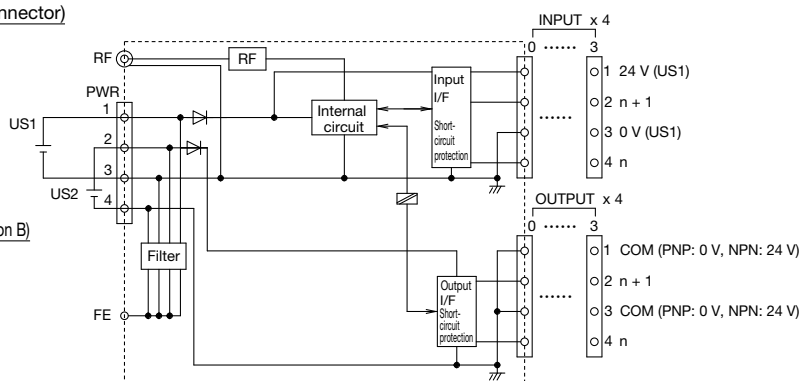 nnector)
INPUT x 4
0 ...... 3
RF
RF
1 24 V (US1)
Input
I/F
Short-
circuit
protection
PWR
1
US1
Internal
circuit
2 n + 1
......
2
3 0 V (US1)
3
4 n
US2
4
OUTPUT x 4
0 ...... 3
on B)
Filter
1 COM (PNP: 0 V, NPN: 24 V)
Output
I/F
Short-
circuit
protection
2 n + 1
......
FE
3 COM (PNP: 0 V, NPN: 24 V)
4 n